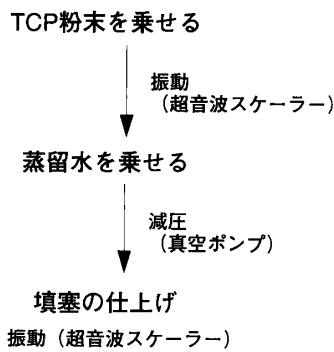 TCP粉末を乗せる
振動
（超音波スケーラー）
蒸留水を乗せる
減圧
（真空ポンプ）
填塞の仕上げ
振動（超音波スケーラー）